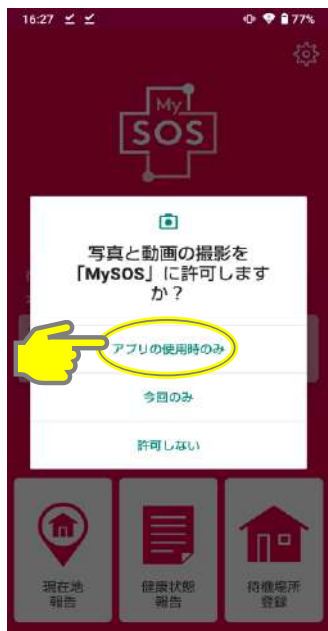 16:27
77%
My
SOS
写真と動画の撮影を
「MySOS」に許可します
か？
アプリの使用時のみ
今回のみ
許可しない
現在地
報告
健康状態
報告
待機場所
登録